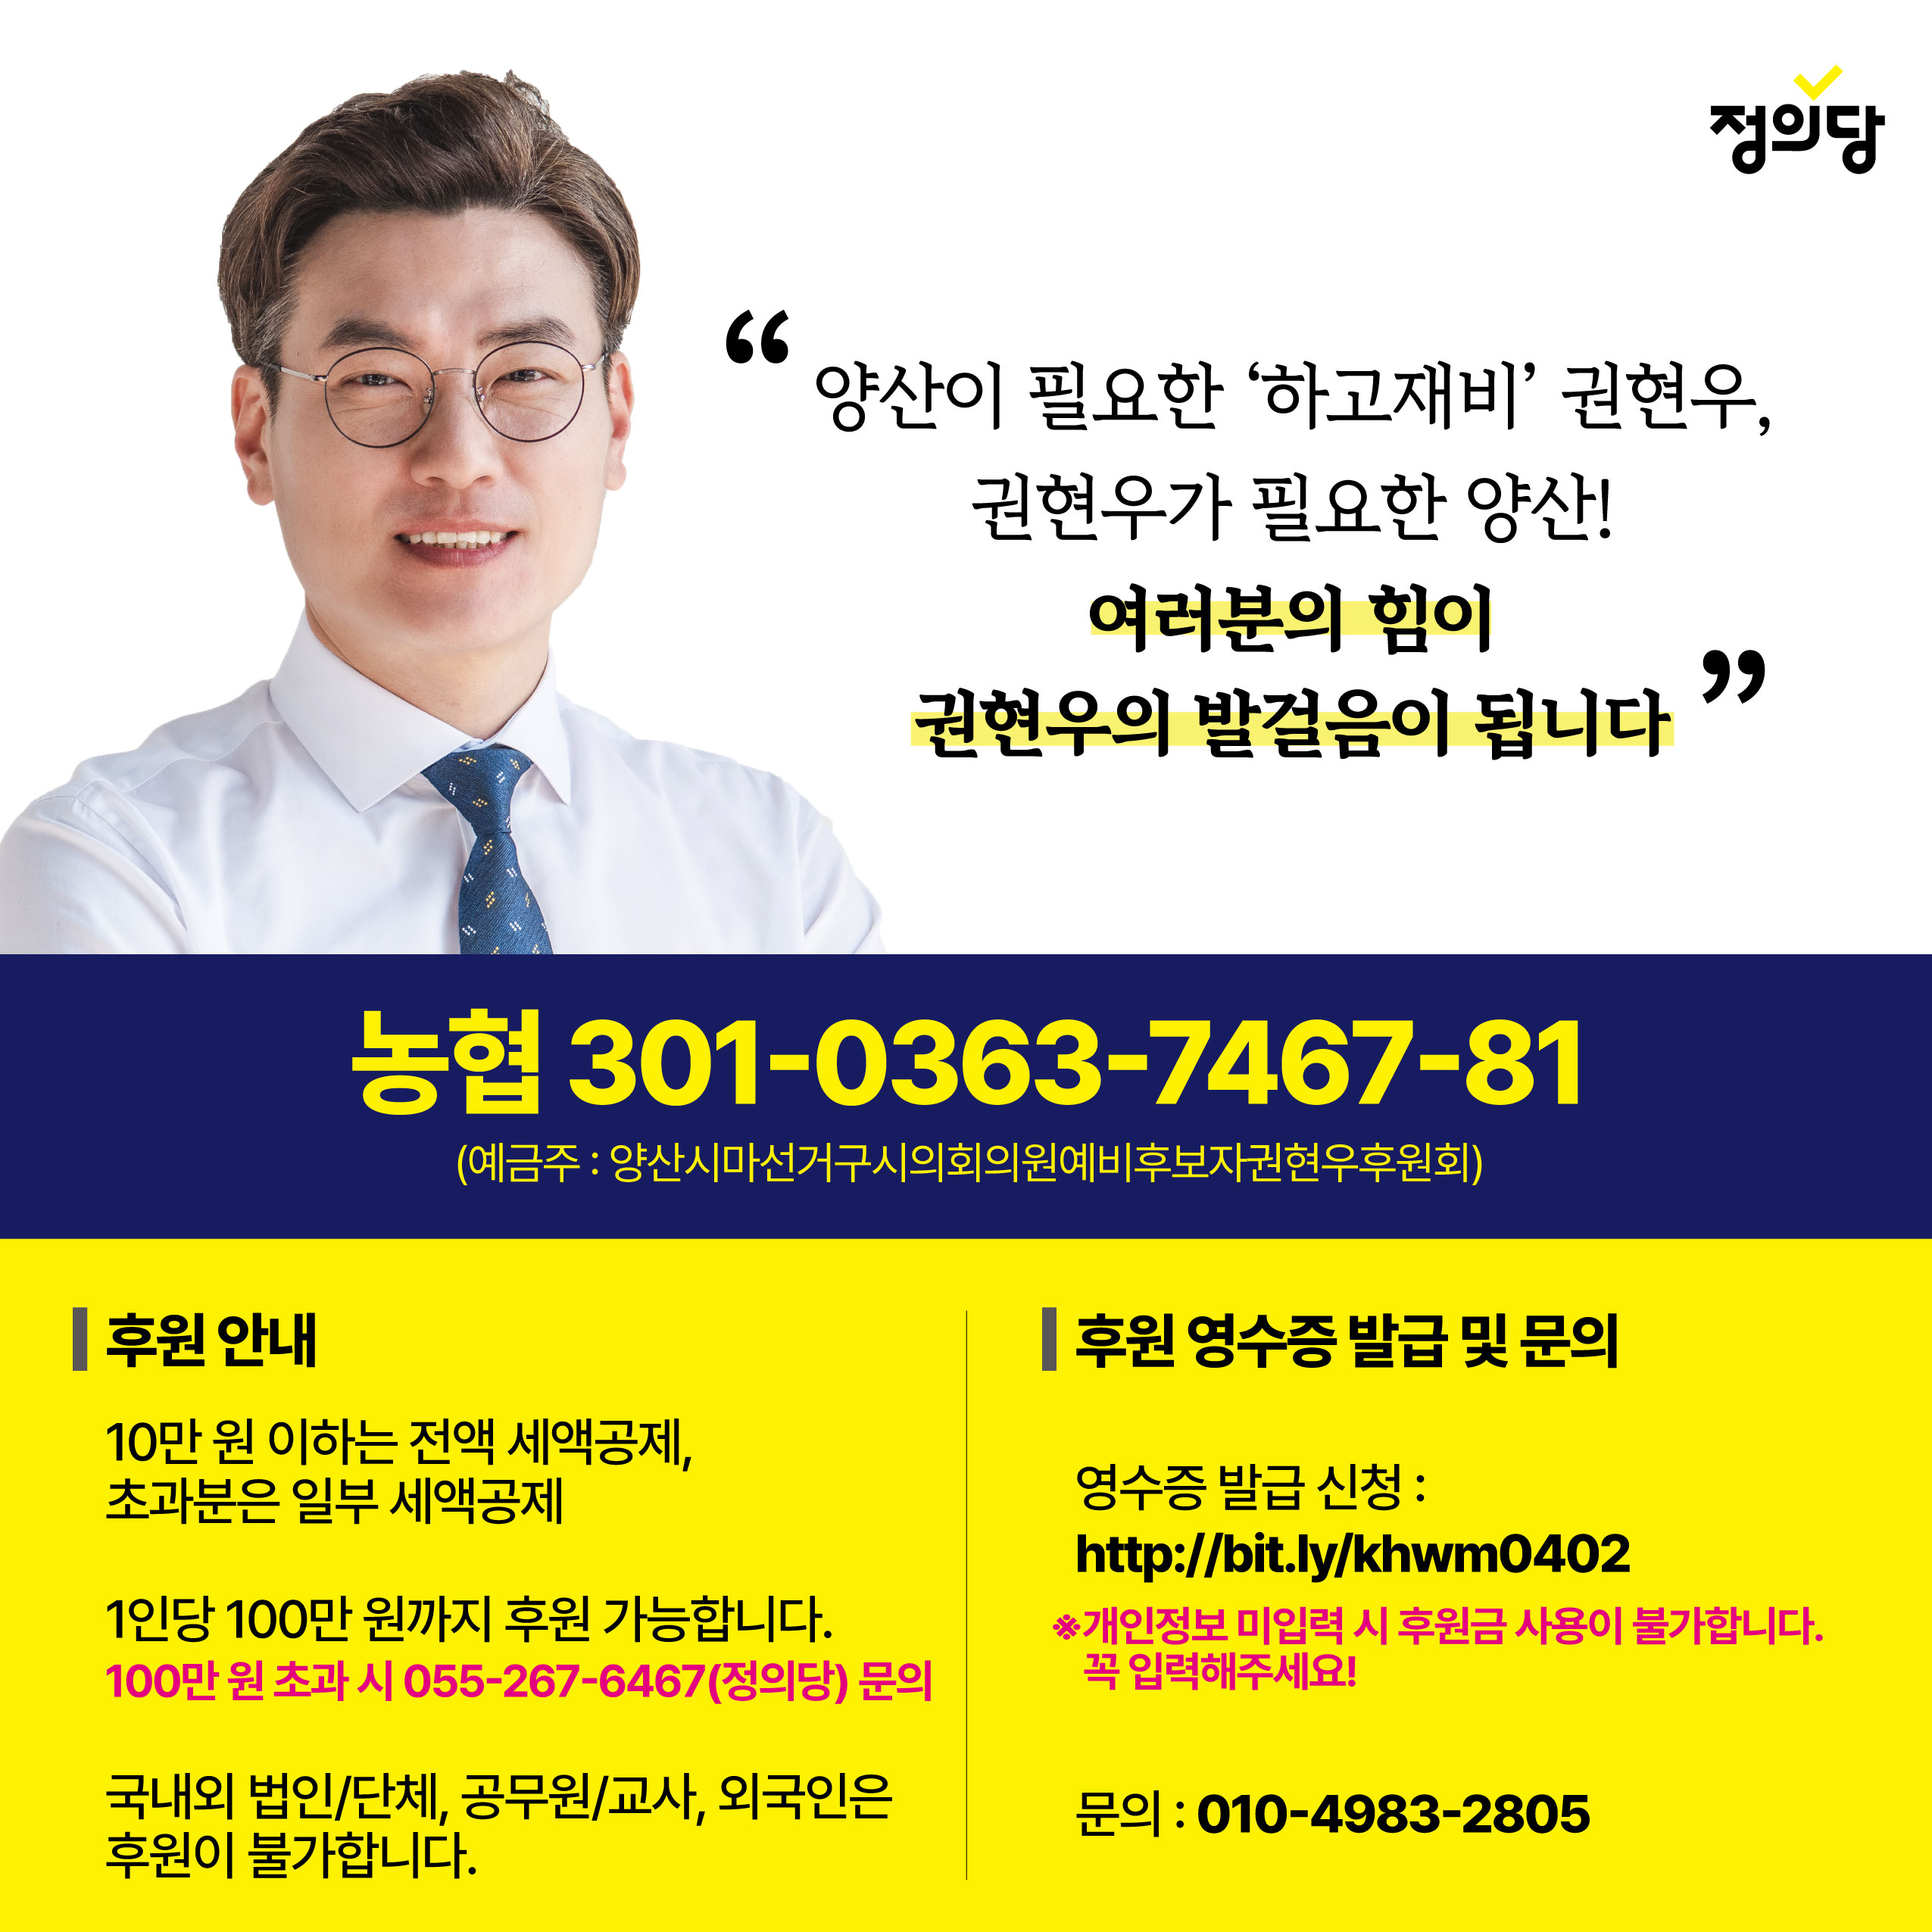 정의당
“ 양산이 필요한 ‘하고재비’ 권현우,
권현우가 필요한 양산!
여러분의 힘이
권현우의 발걸음이 됩니다 ”
농협 301-0363-7467-81
(예금주 : 양산시마선거구시의회의원예비후보자권현우후원회)
후원 안내
10만 원 이하는 전액 세액공제,
초과분은 일부 세액공제
1인당 100만 원까지 후원 가능합니다.
100만 원 초과 시 055-267-6467(정의당) 문의
국내외 법인/단체, 공무원/교사, 외국인은
후원이 불가합니다.
후원 영수증 발급 및 문의
영수증 발급 신청 :
http://bit.ly/khwm0402
※개인정보 미입력 시 후원금 사용이 불가합니다.
꼭 입력해주세요!
문의 : 010-4983-2805